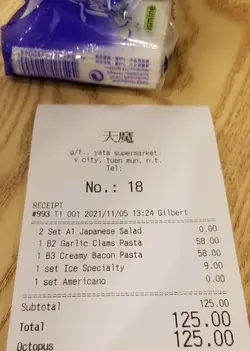 天魔
g/f., yata supermarket.
v city, tuen mun, n.t.
Tel:
No.: 18
RECEIPT
#993 T1 001 2021/11/05 13:24 Gilbert
2 Set A1 Japanese Salad 0.00
1 B2 Garlic Clams Pasta 58.00
1 B3 Creamy Bacon Pasta 58.00
1 set Ice Specialty 9.00
1 set Americano 0.00
Subtotal 125.00
Total 125.00
Octopus 125.00